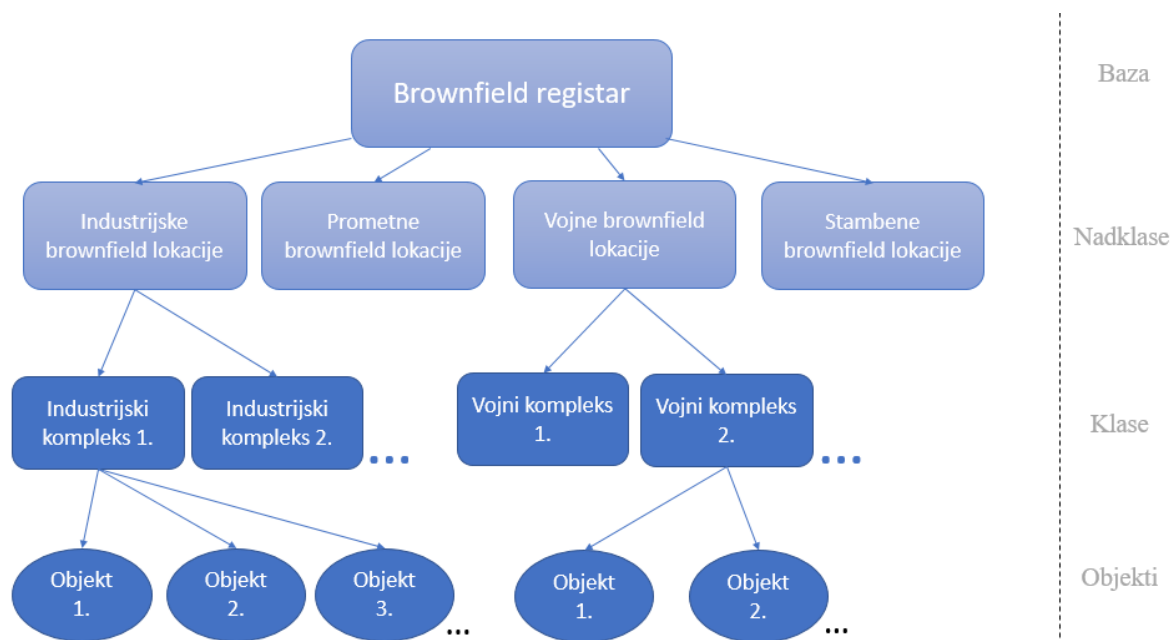 Brownfield registar
Baza
Industrijske
brownfield lokacije
Prometne
brownfield lokacije
Vojne brownfield
lokacije
Stambene
brownfield lokacije
Nadklase
Industrijski
kompleks 1.
Industrijski
kompleks 2.
...
Vojni kompleks
1.
Vojni kompleks
2.
...
Klase
Objekt
1.
Objekt
2.
Objekt
3.
...
Objekt
1.
Objekt
2.
...
Objekti